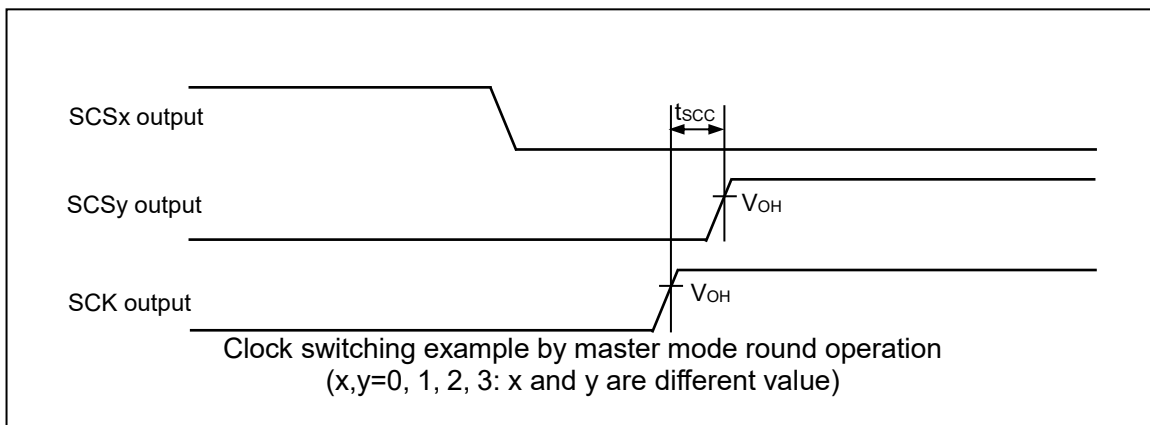 SCSx output
tSCC
SCSy output
VOH
SCK output
VOH
Clock switching example by master mode round operation
(x,y=0, 1, 2, 3: x and y are different value)